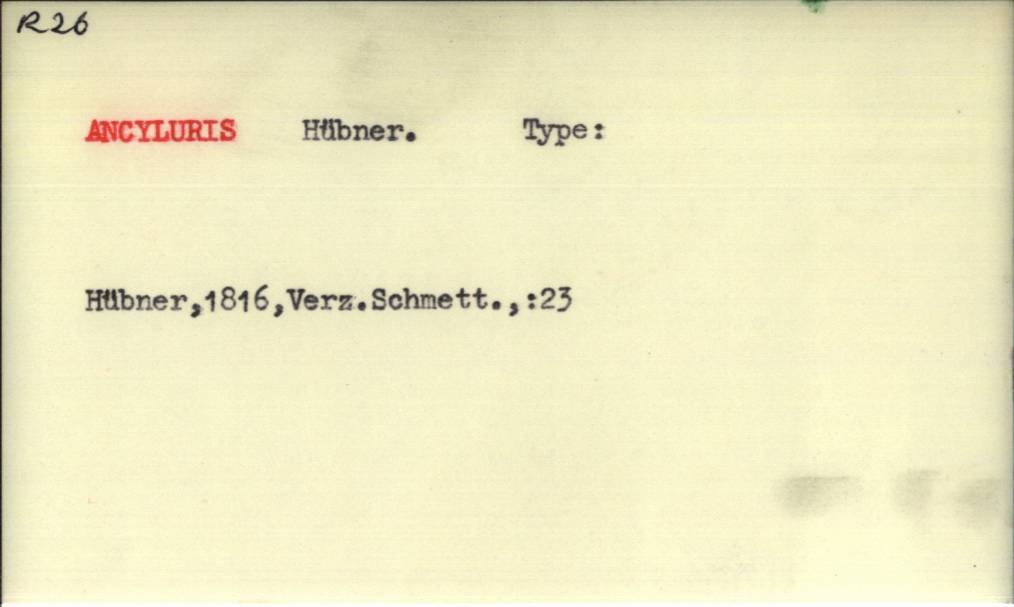 R26
ANCYLURIS Hübner. Type:
Hübner,1816,Verz.Schmett.,:23